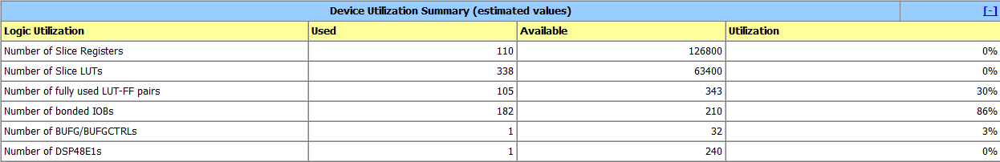 Device Utilization Summary (estimated values) [-]
Logic Utilization Used Available Utilization
Number of Slice Registers 110 126800 0%
Number of Slice LUTs 338 63400 0%
Number of fully used LUT-FF pairs 105 343 30%
Number of bonded IOBs 182 210 86%
Number of BUFG/BUFGCTRLs 1 32 3%
Number of DSP48E1s 1 240 0%